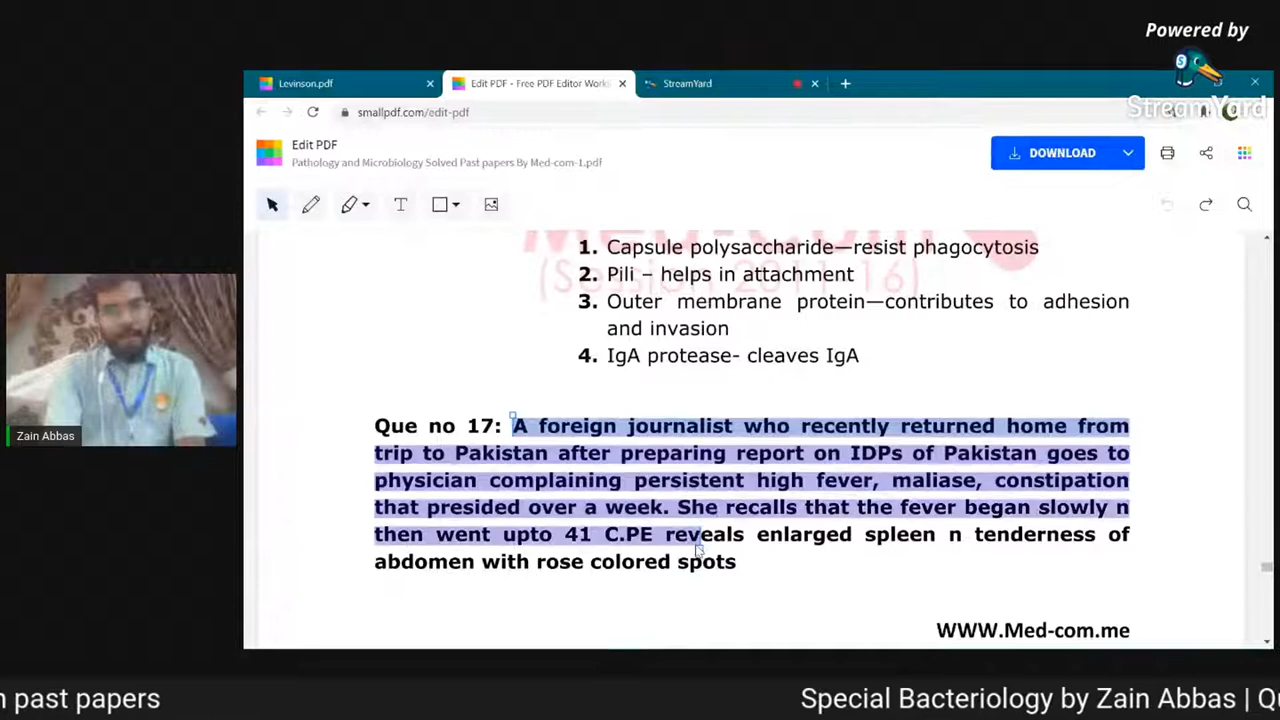 Powered by
StreamYard
Levinson.pdf
Edit PDF - Free PDF Editor Works
StreamYard
smallpdf.com/edit-pdf
Edit PDF
Pathology and Microbiology Solved Past papers By Med-com-1.pdf
DOWNLOAD
(Session 2011-16)
1. Capsule polysaccharide—resist phagocytosis
2. Pili – helps in attachment
3. Outer membrane protein—contributes to adhesion
and invasion
4. IgA protease- cleaves IgA
Que no 17: A foreign journalist who recently returned home from
trip to Pakistan after preparing report on IDPs of Pakistan goes to
physician complaining persistent high fever, maliase, constipation
that presided over a week. She recalls that the fever began slowly n
then went upto 41 C.PE reveals enlarged spleen n tenderness of
abdomen with rose colored spots
WWW.Med-com.me
Zain Abbas
n past papers
Special Bacteriology by Zain Abbas | Qu